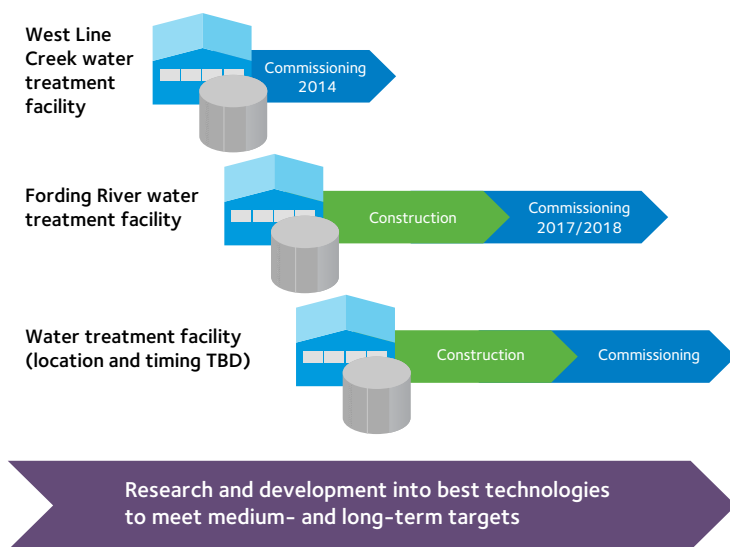 West Line
Creek water
treatment
facility
Commissioning
2014
Fording River water
treatment facility
Construction
Commissioning
2017/2018
Water treatment facility
(location and timing TBD)
Construction
Commissioning
Research and development into best technologies
to meet medium- and long-term targets